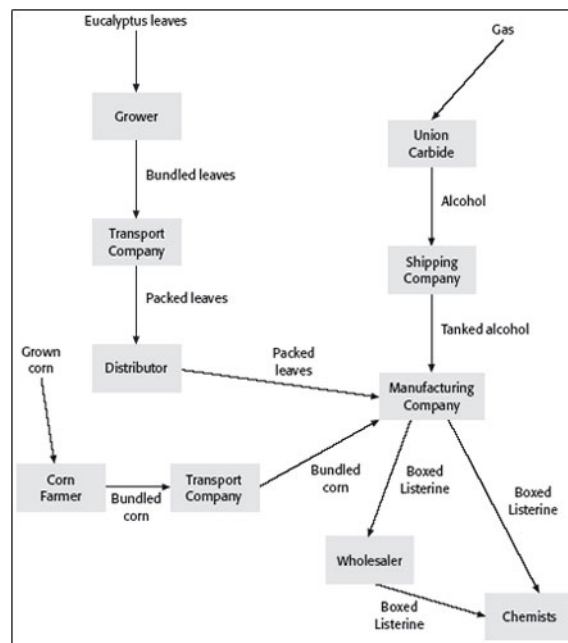 Eucalyptus leaves
Gas
Grower
Union
Carbide
Bundled leaves
Alcohol
Transport
Company
Shipping
Company
Packed leaves
Tanked alcohol
Grown
corn
Distributor
Packed
leaves
Manufacturing
Company
Corn
Farmer
Bundled
corn
Transport
Company
Bundled
corn
Boxed
Listerine
Boxed
Listerine
Wholesaler
Boxed
Listerine
Chemists